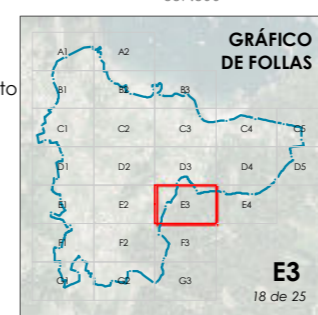 GRÁFICO
DE FOLLAS
A1 A2
B1 B2 B3
C1 C2 C3 C4 C5
D1 D2 D3 D4 D5
E1 E2 E3 E4
F1 F2 F3
G1 G2 G3
E3
18 de 25